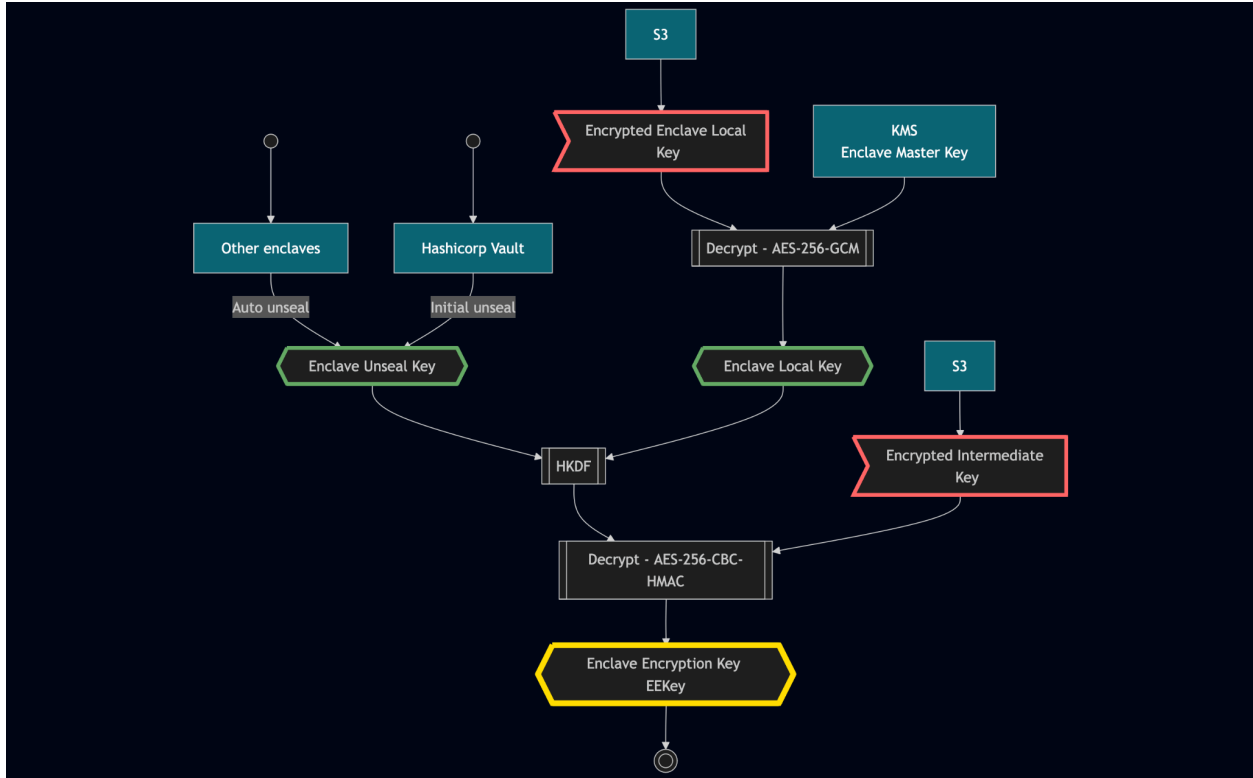 S3
Encrypted Enclave Local
Key
KMS
Enclave Master Key
Other enclaves
Hashicorp Vault
Decrypt - AES-256-GCM
Auto unseal
Initial unseal
Enclave Unseal Key
Enclave Local Key
S3
HKDF
Encrypted Intermediate
Key
Decrypt - AES-256-CBC-
HMAC
Enclave Encryption Key
EEKey